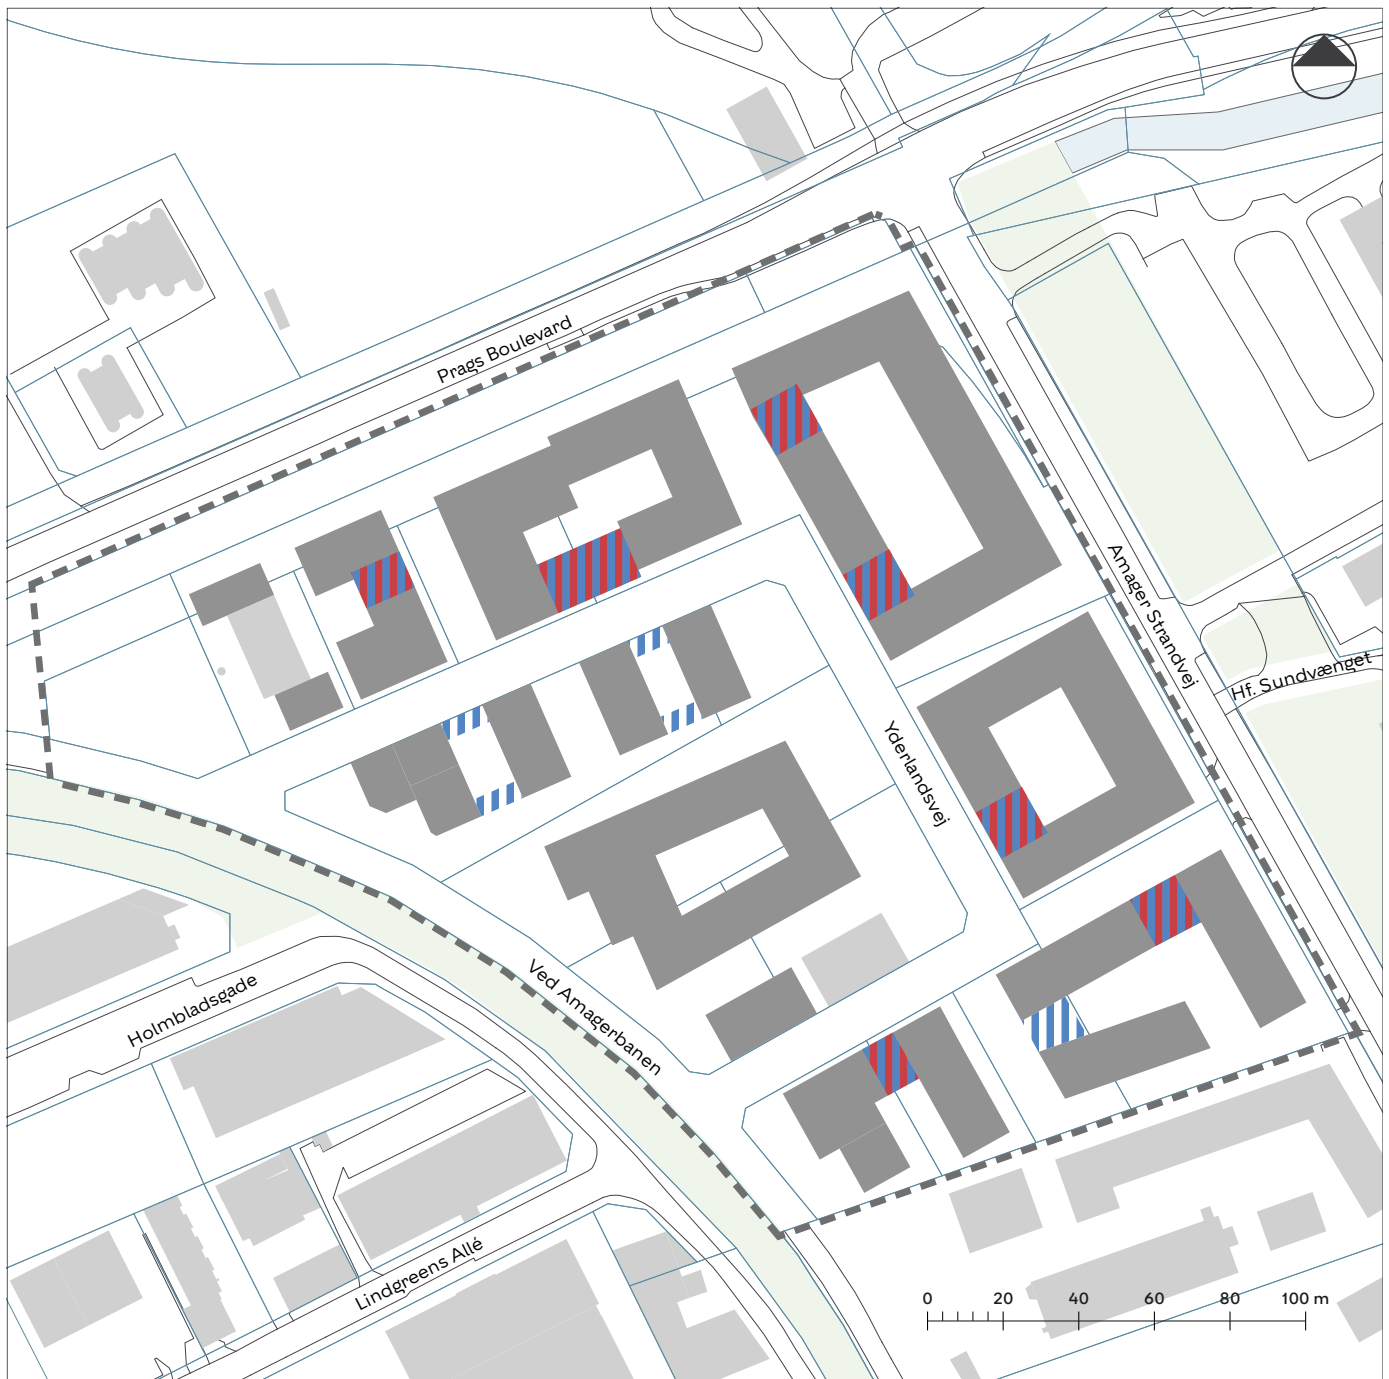 Prags Boulevard
Amager Strandvej
Hf. Sundvænget
Yderlandsvej
Ved Amagerbanen
Holmbladsgade
Lindgreens Allé
0 20 40 60 80 100 m